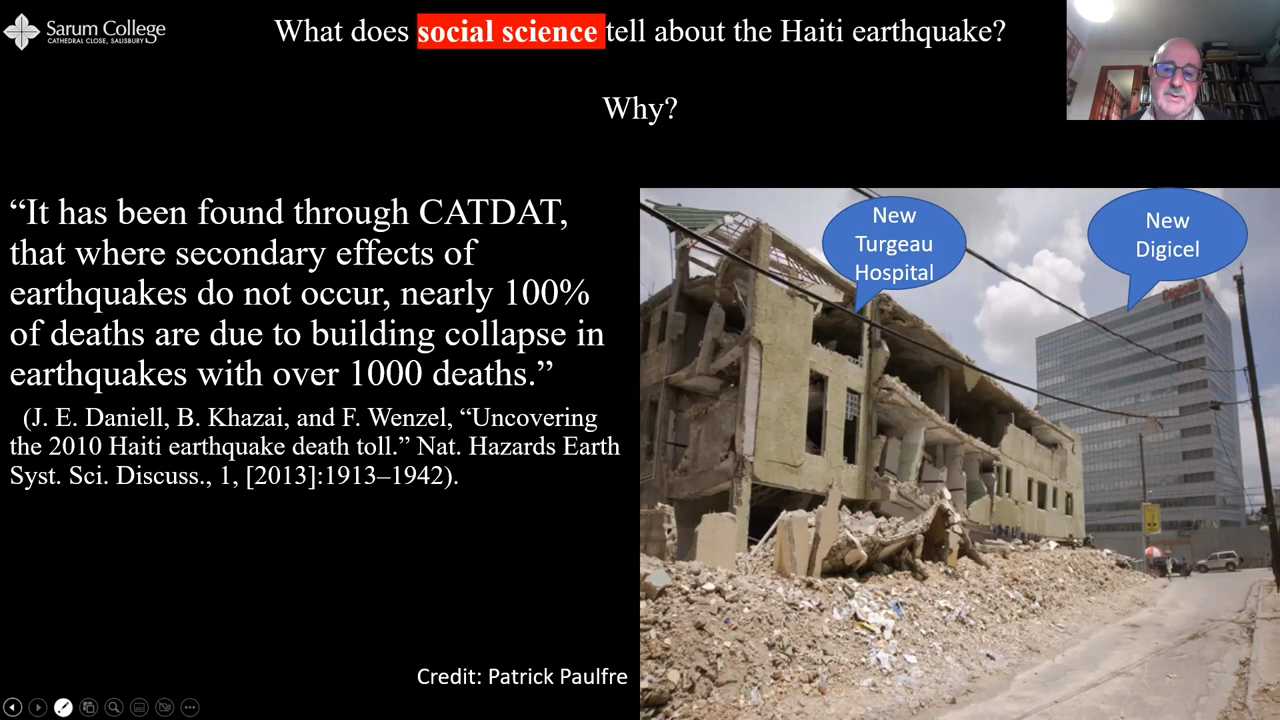 Sarum College
CATHEDRAL CLOSE, SALISBURY
What does social science tell about the Haiti earthquake?
Why?
“It has been found through CATDAT,
that where secondary effects of
earthquakes do not occur, nearly 100%
of deaths are due to building collapse in
earthquakes with over 1000 deaths.”
(J. E. Daniell, B. Khazai, and F. Wenzel, “Uncovering
the 2010 Haiti earthquake death toll.” Nat. Hazards Earth
Syst. Sci. Discuss., 1, [2013]:1913–1942).
New
Turgeau
Hospital
New
Digicel
Digicel
Credit: Patrick Paulfre